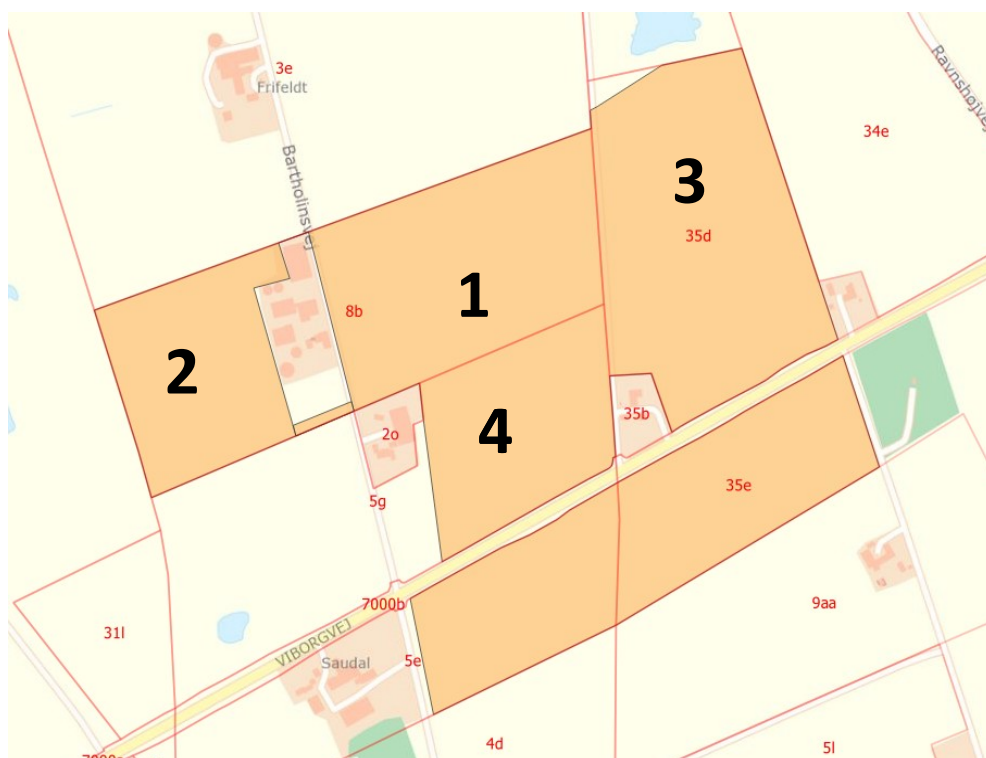 3e
Frifeldt
Ravnshøjvej
34e
Bartholinsvej
3
35d
1
8b
2
35b
2o
4
35e
5g
7000b
9aa
31l
VIBORGVEJ
Saudal
5e
4d
5l